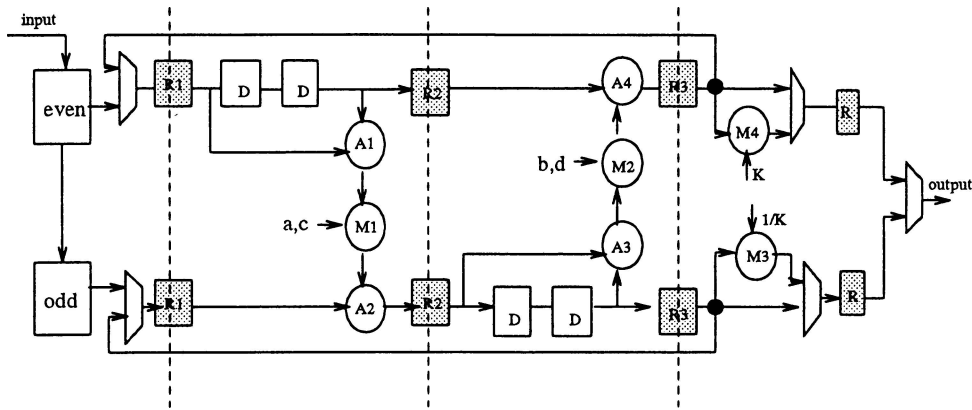 input
even
R1
D
D
R2
A4
R3
R
A1
M4
b,d
M2
K
output
a,c
M1
1/K
A3
M3
odd
R1
A2
R2
D
D
R3
R